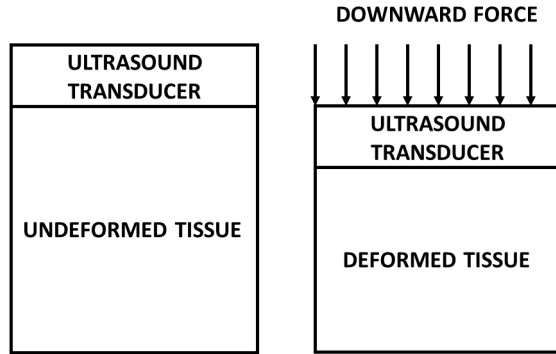 DOWNWARD FORCE
ULTRASOUND
TRANSDUCER
UNDEFORMED TISSUE
ULTRASOUND
TRANSDUCER
DEFORMED TISSUE